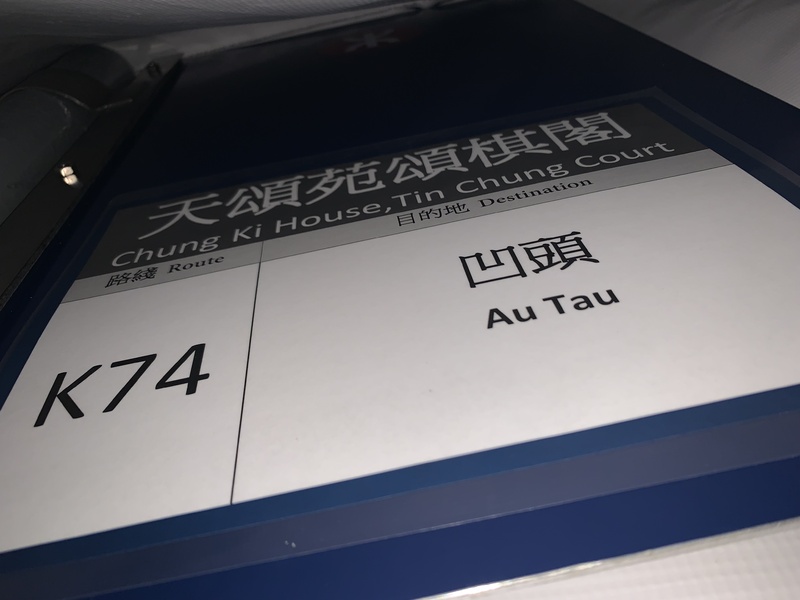 天頌苑頌棋閣
Chung Ki House,Tin Chung Court
路綫 Route
目的地 Destination
K74
凹頭
Au Tau